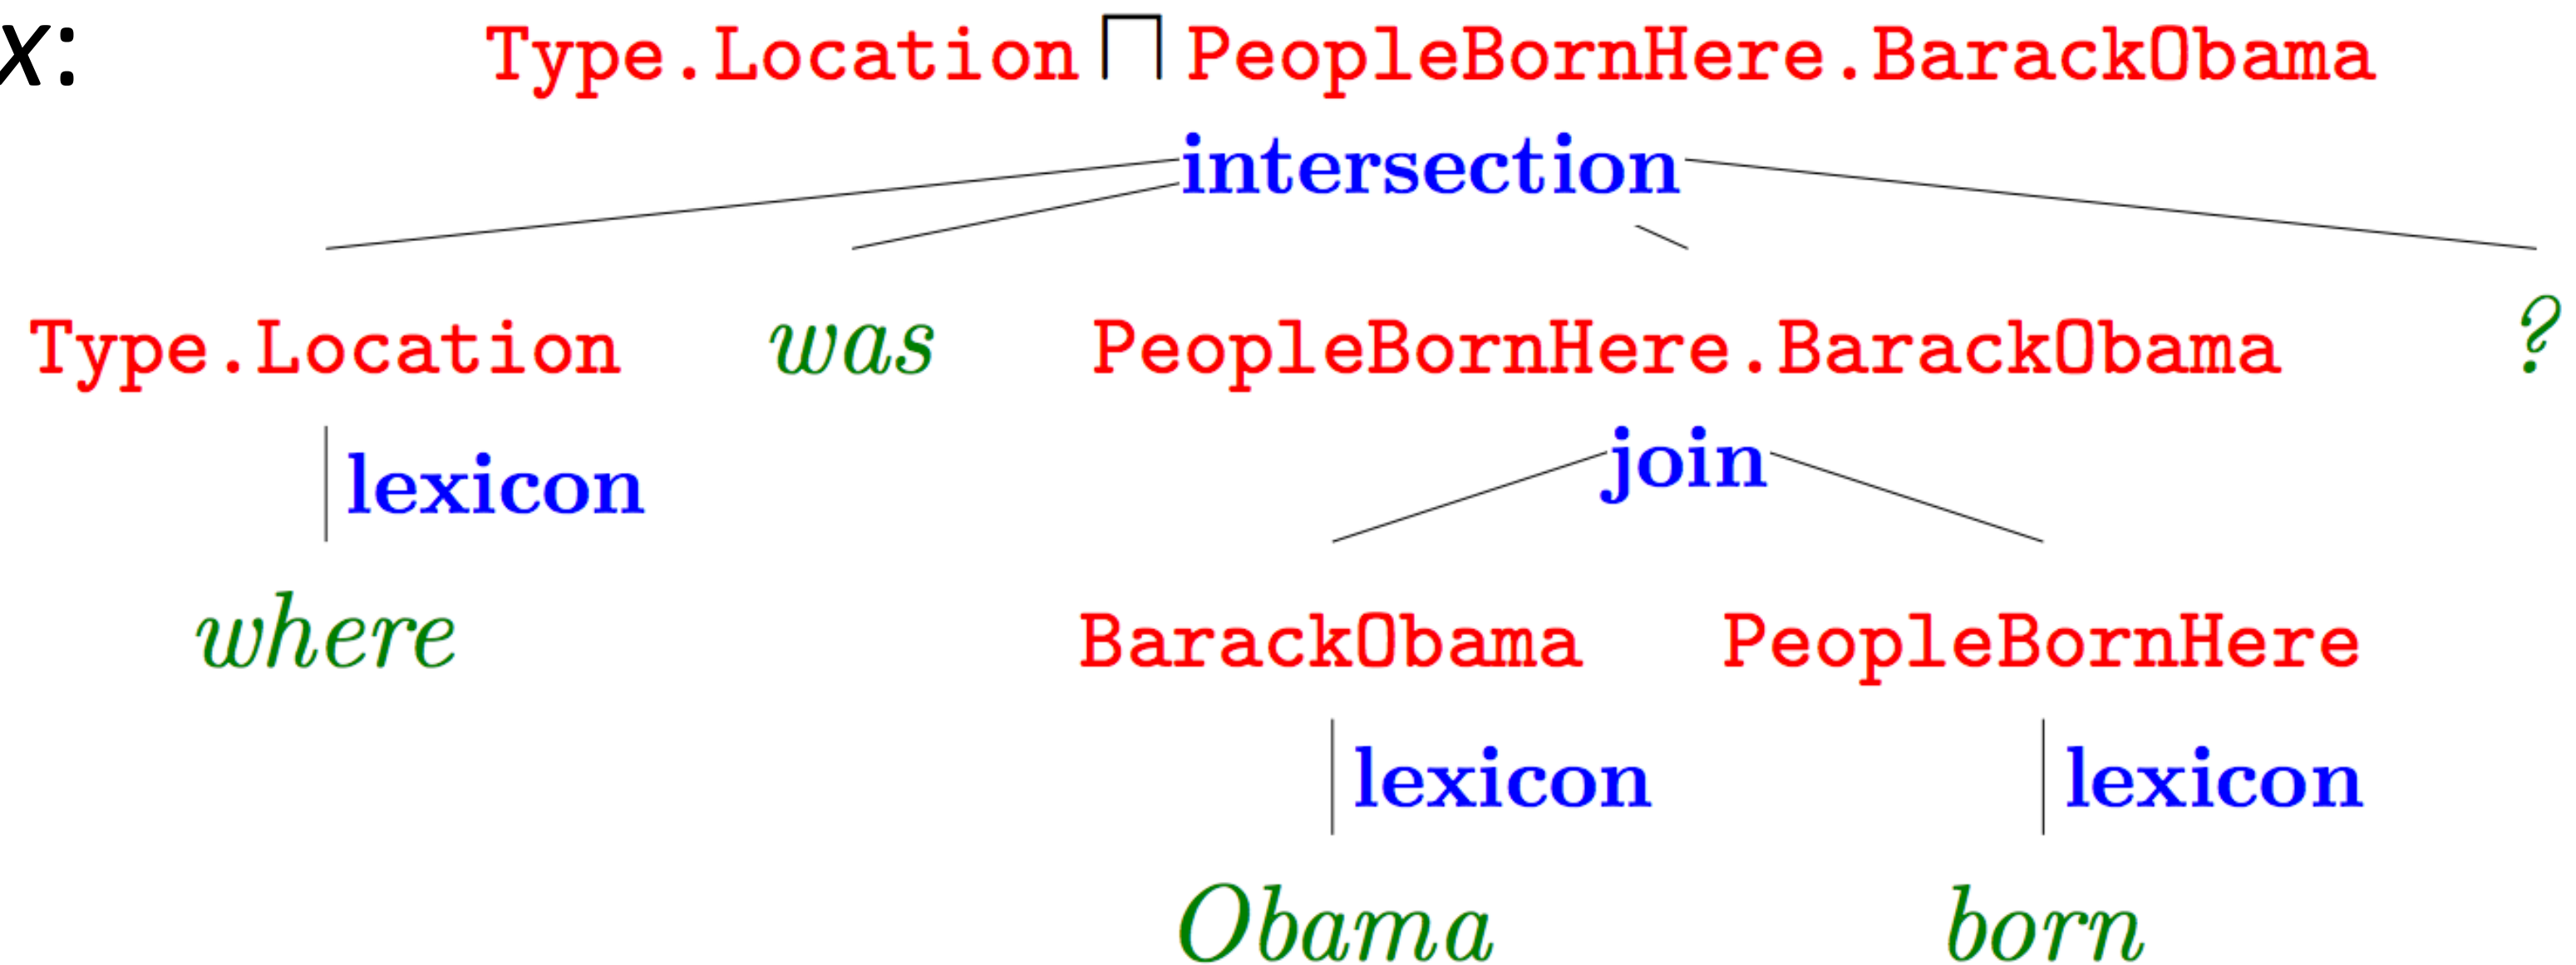 x:
Type.Location ⊓ PeopleBornHere.BarackObama
intersection
Type.Location was PeopleBornHere.BarackObama ?
lexicon join
where BarackObama PeopleBornHere
lexicon lexicon
Obama born